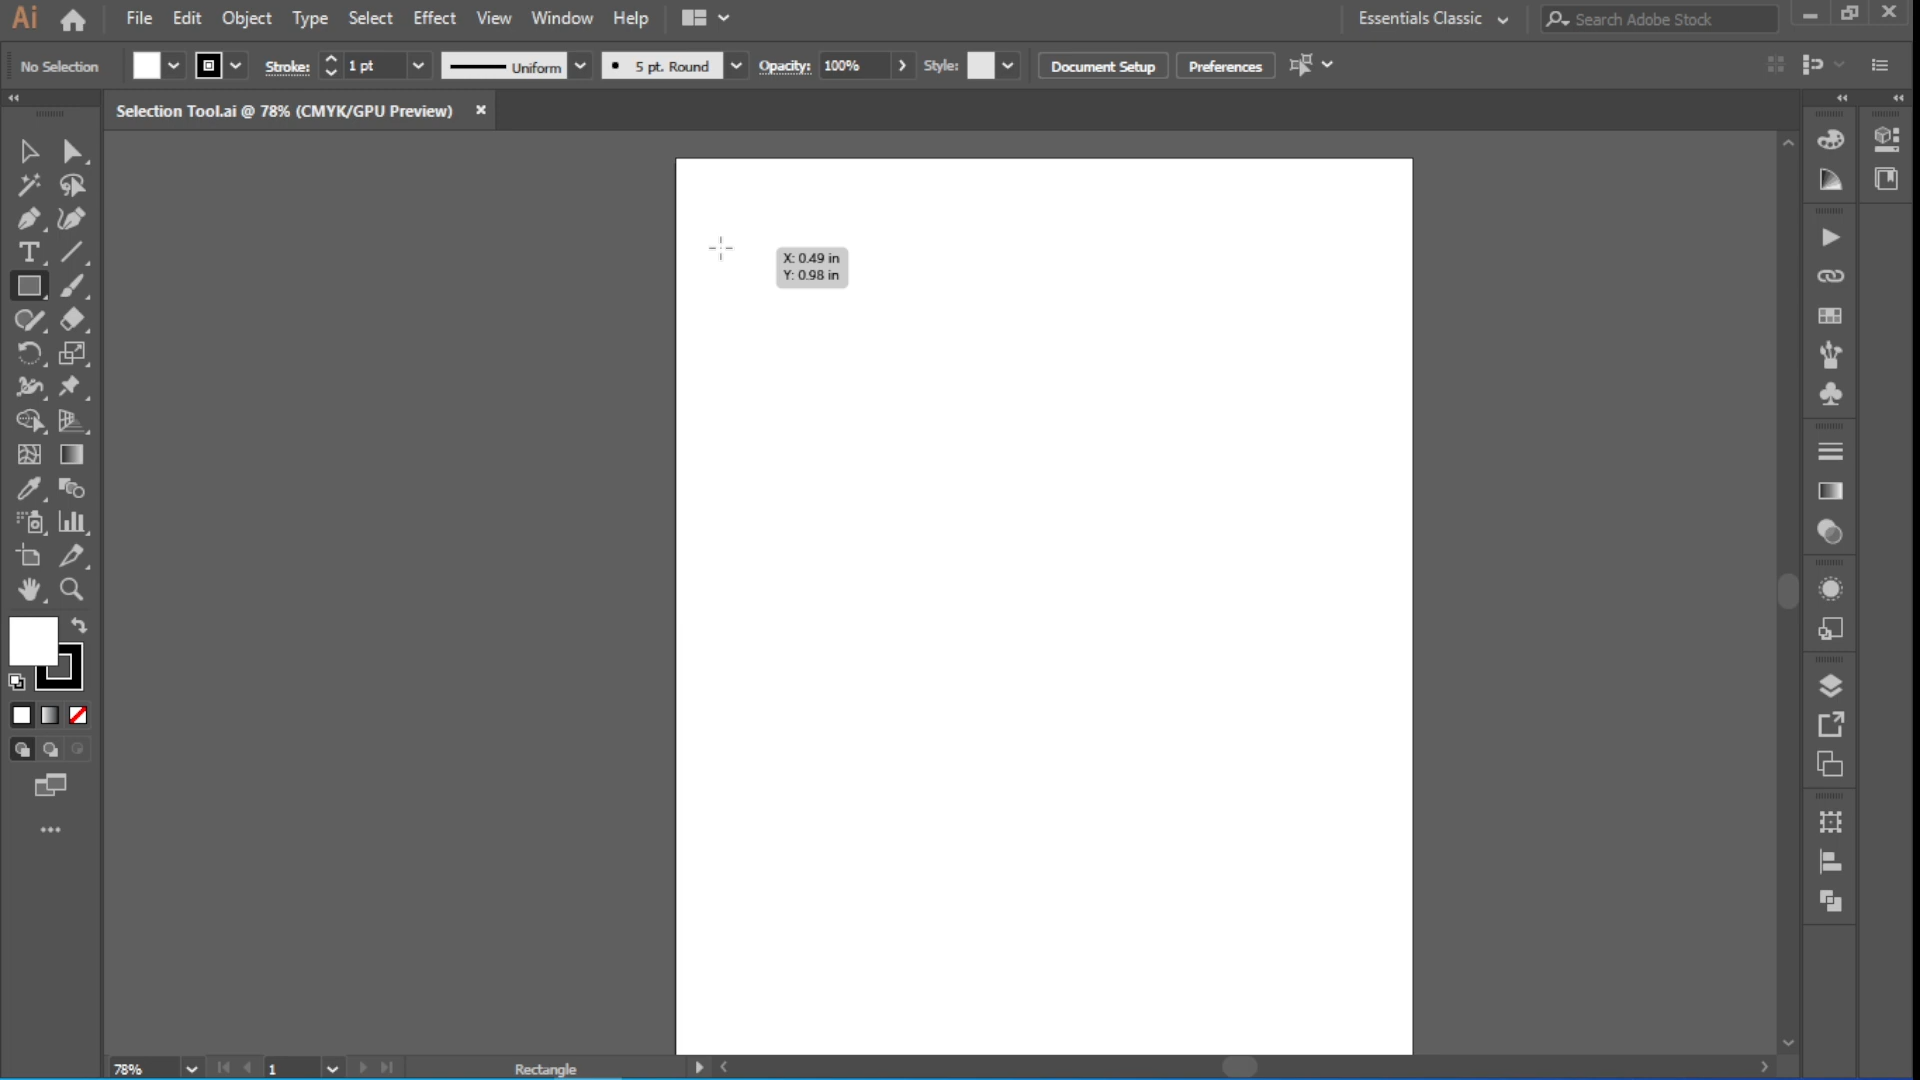 Ai File Edit Object Type Select Effect View Window Help Essentials Classic Search Adobe Stock
No Selection Stroke: 1 pt Uniform 5 pt. Round Opacity: 100% Style: Document Setup Preferences
Selection Tool.ai @ 78% (CMYK/GPU Preview)
X: 0.49 in
Y: 0.98 in
78% 1 Rectangle